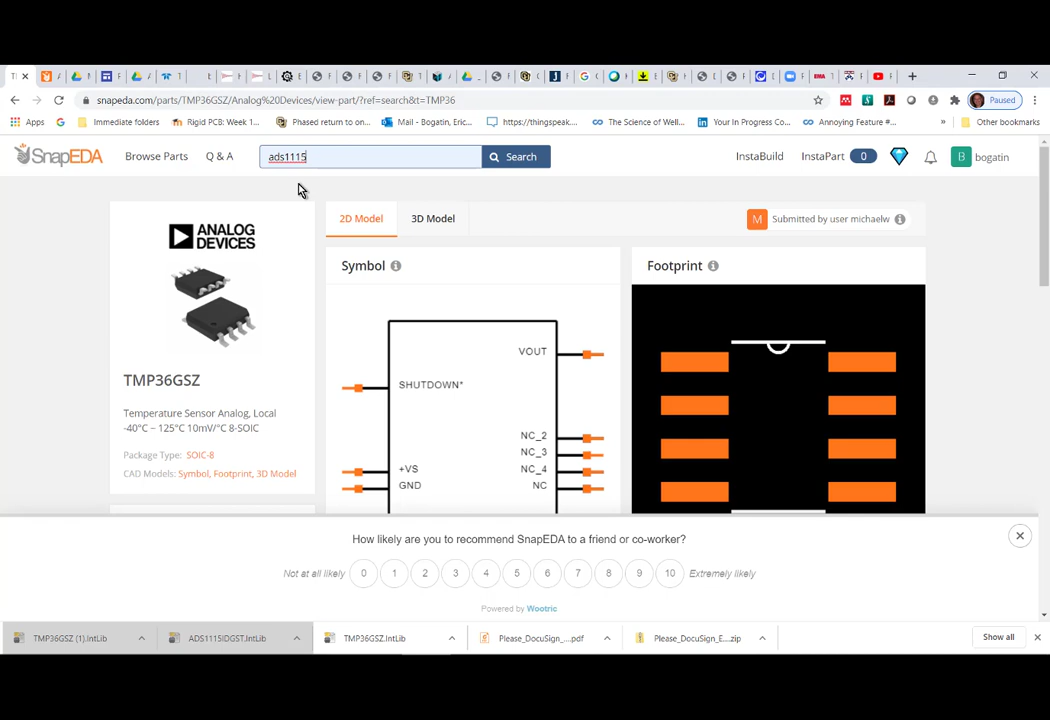 snapeda.com/parts/TMP36GSZ/Analog%20Devices/view-part/?ref=search&t=TMP36
Paused
Apps
Immediate folders
Rigid PCB: Week 1...
Phased return to on...
Mail - Bogatin, Eric...
https://thingspeak...
The Science of Well...
Your In Progress Co...
Annoying Feature #...
»
Other bookmarks
SnapEDA
Browse Parts
Q & A
ads1115
Search
InstaBuild
InstaPart 0
B bogatin
ANALOG
DEVICES
2D Model
3D Model
M Submitted by user michaelw
Symbol
Footprint
VOUT
SHUTDOWN*
NC_2
NC_3
+VS
NC_4
GND
NC
TMP36GSZ
Temperature Sensor Analog, Local
-40°C ~ 125°C 10mV/°C 8-SOIC
Package Type: SOIC-8
CAD Models: Symbol, Footprint, 3D Model
How likely are you to recommend SnapEDA to a friend or co-worker?
Not at all likely 0 1 2 3 4 5 6 7 8 9 10 Extremely likely
Powered by Wootric
TMP36GSZ (1).IntLib
ADS1115IDGST.IntLib
TMP36GSZ.IntLib
Please_DocuSign_...pdf
Please_DocuSign_E....zip
Show all